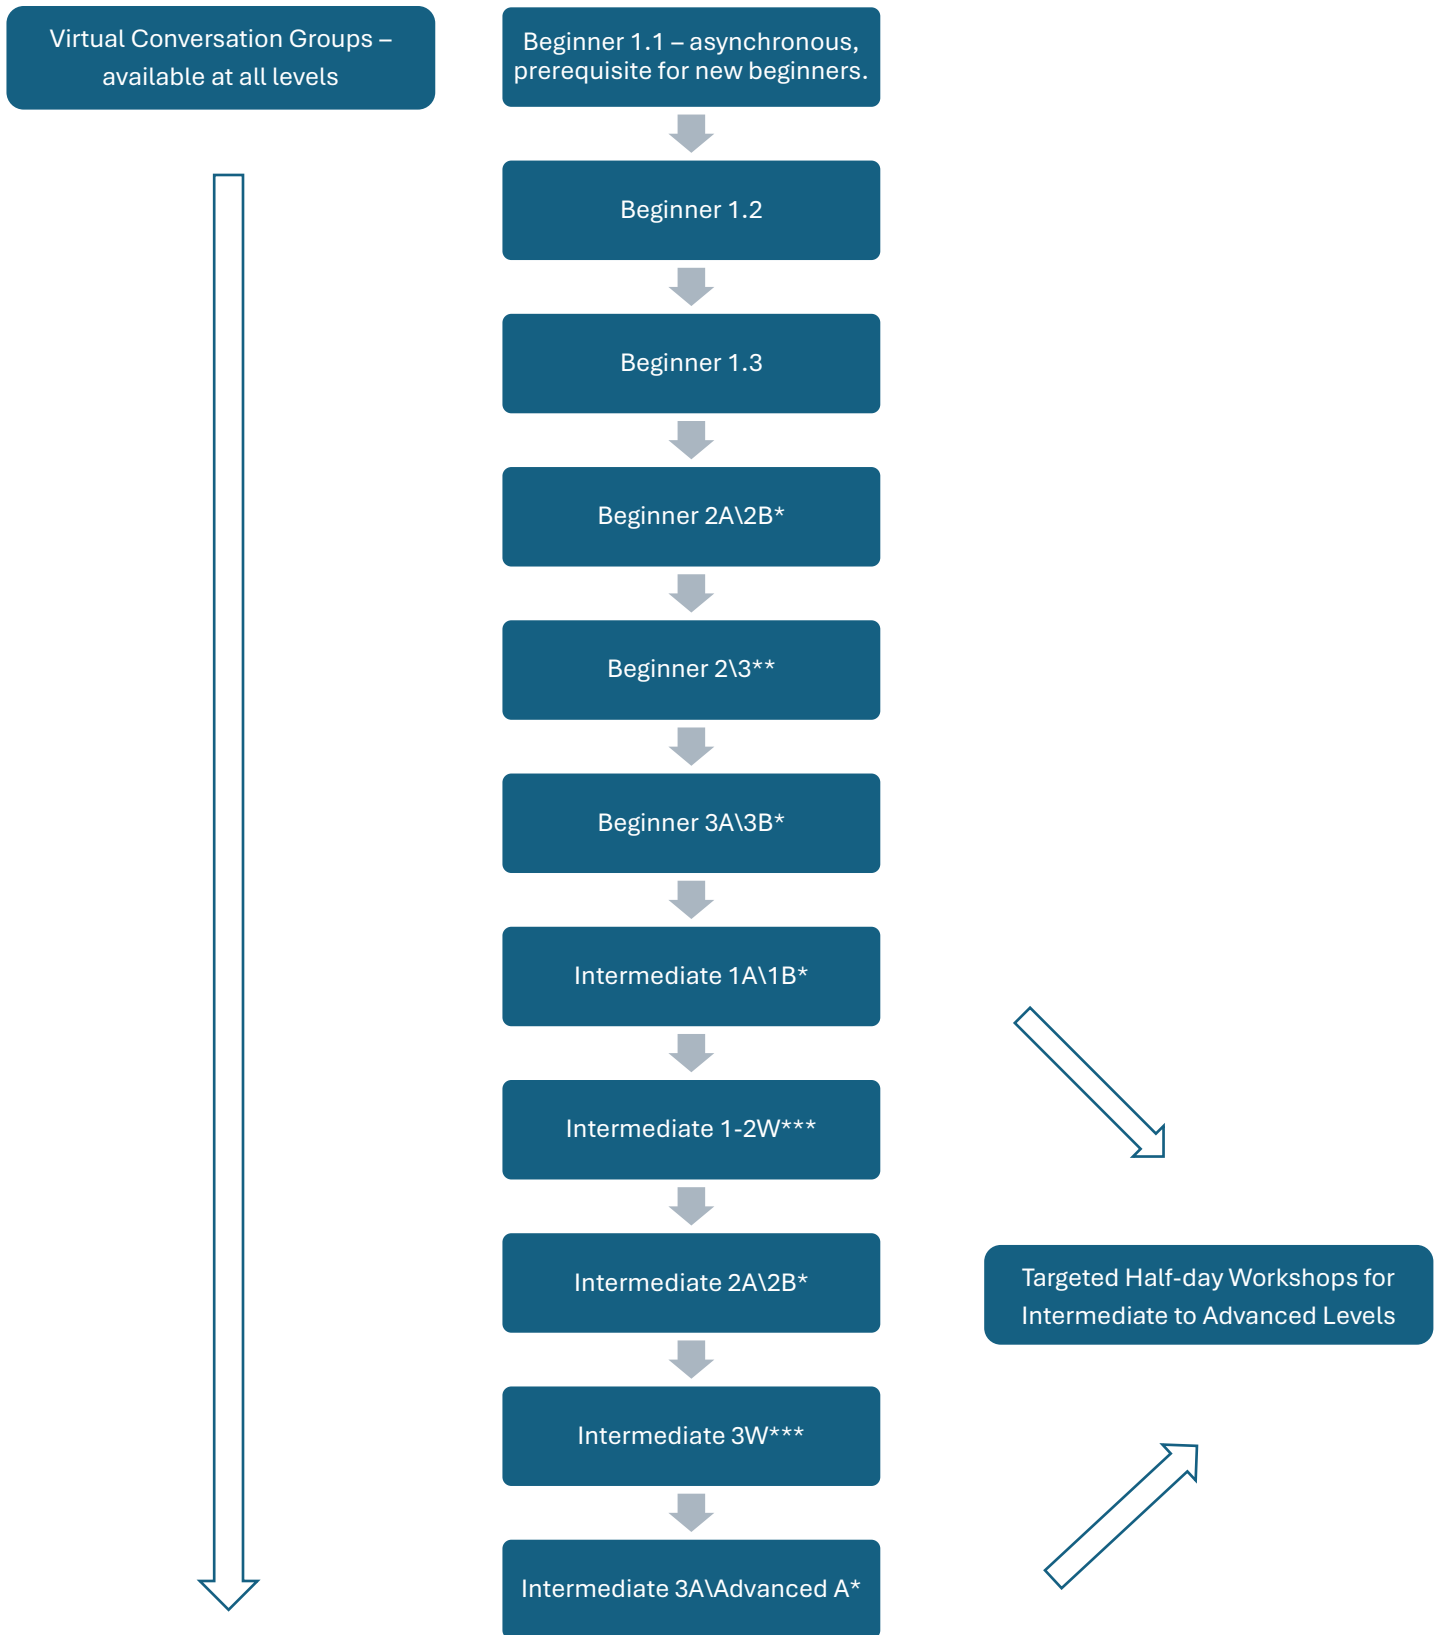 Virtual Conversation Groups –
available at all levels
Beginner 1.1 – asynchronous,
prerequisite for new beginners.
Beginner 1.2
Beginner 1.3
Beginner 2A\2B*
Beginner 2\3**
Beginner 3A\3B*
Intermediate 1A\1B*
Intermediate 1-2W***
Intermediate 2A\2B*
Targeted Half-day Workshops for
Intermediate to Advanced Levels
Intermediate 3W***
Intermediate 3A\Advanced A*